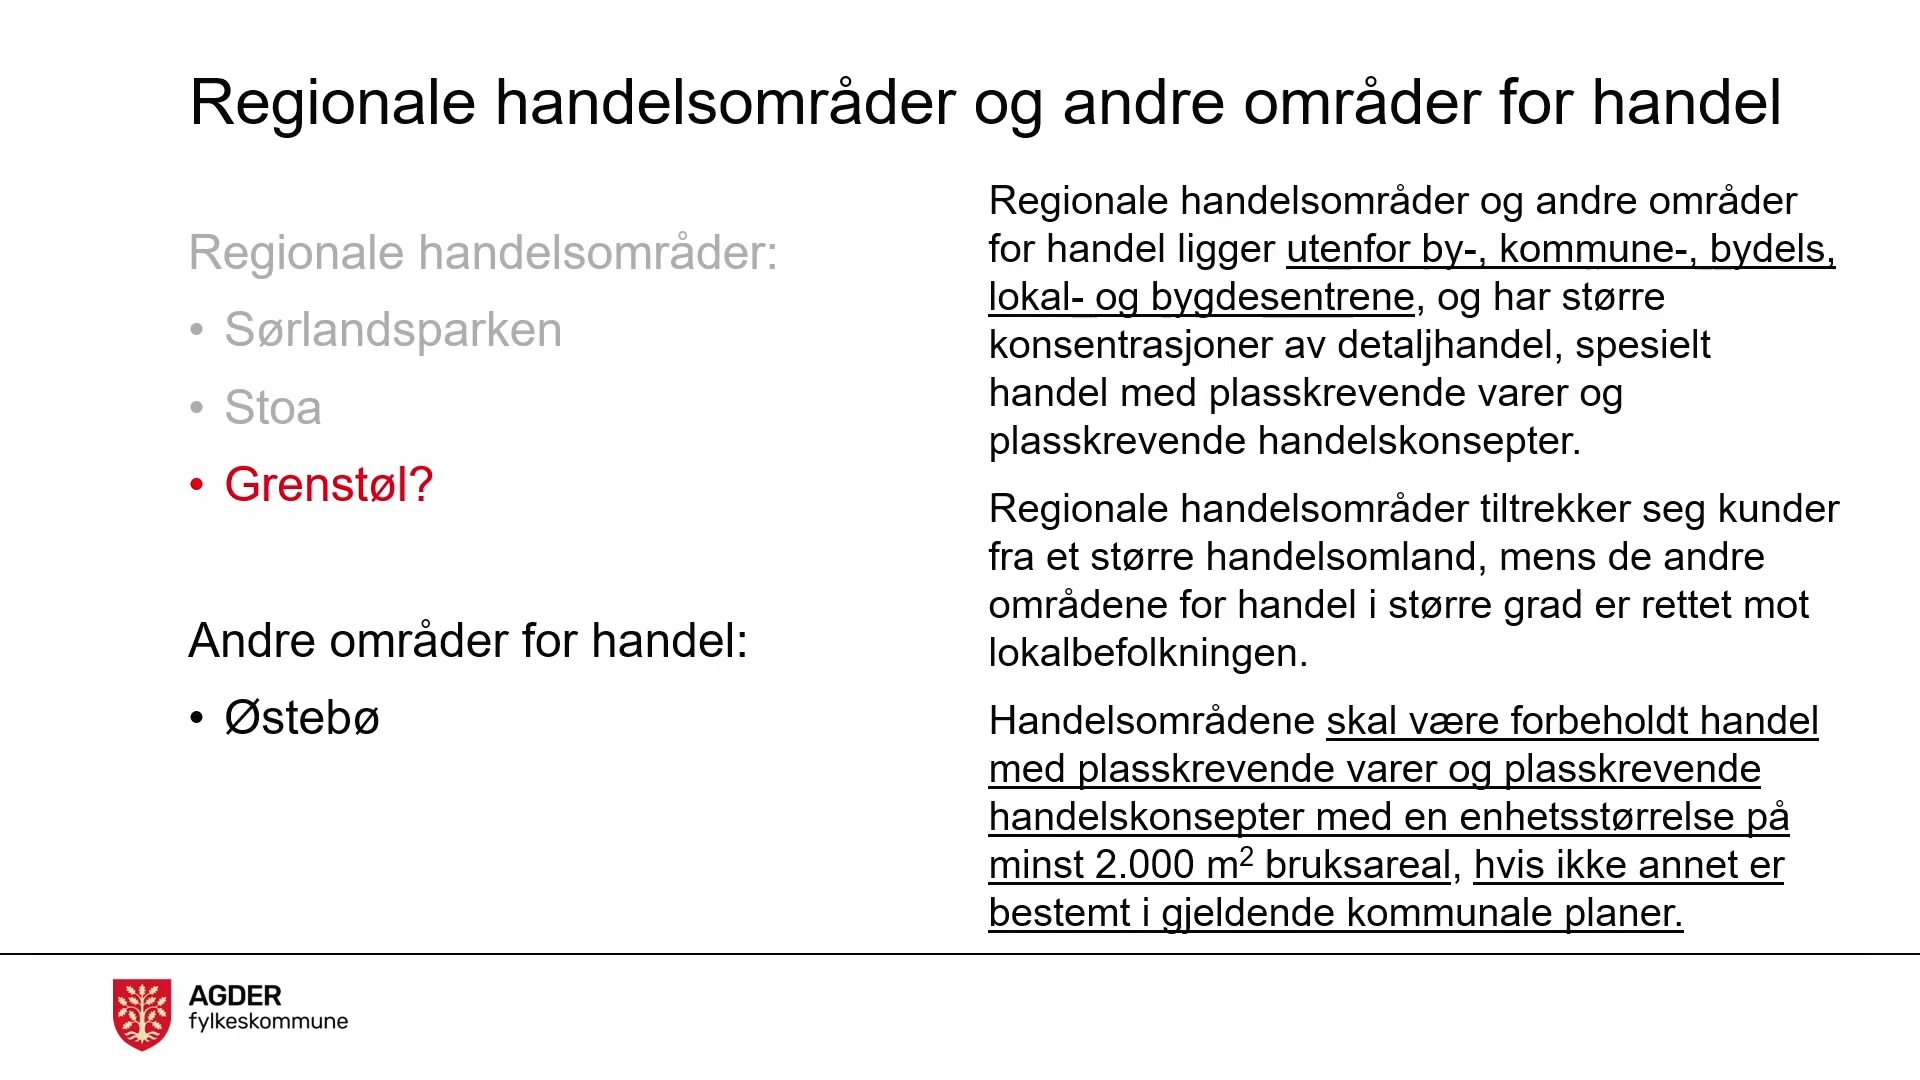 Regionale handelsområder og andre områder for handel
Regionale handelsområder:
• Sørlandsparken
• Stoa
• Grenstøl?
Andre områder for handel:
• Østebø
Regionale handelsområder og andre områder
for handel ligger utenfor by-, kommune-, bydels,
lokal- og bygdesentrene, og har større
konsentrasjoner av detaljhandel, spesielt
handel med plasskrevende varer og
plasskrevende handelskonsepter.
Regionale handelsområder tiltrekker seg kunder
fra et større handelsomland, mens de andre
områdene for handel i større grad er rettet mot
lokalbefolkningen.
Handelsområdene skal være forbeholdt handel
med plasskrevende varer og plasskrevende
handelskonsepter med en enhetsstørrelse på
minst 2.000 m² bruksareal, hvis ikke annet er
bestemt i gjeldende kommunale planer.
AGDER
fylkeskommune